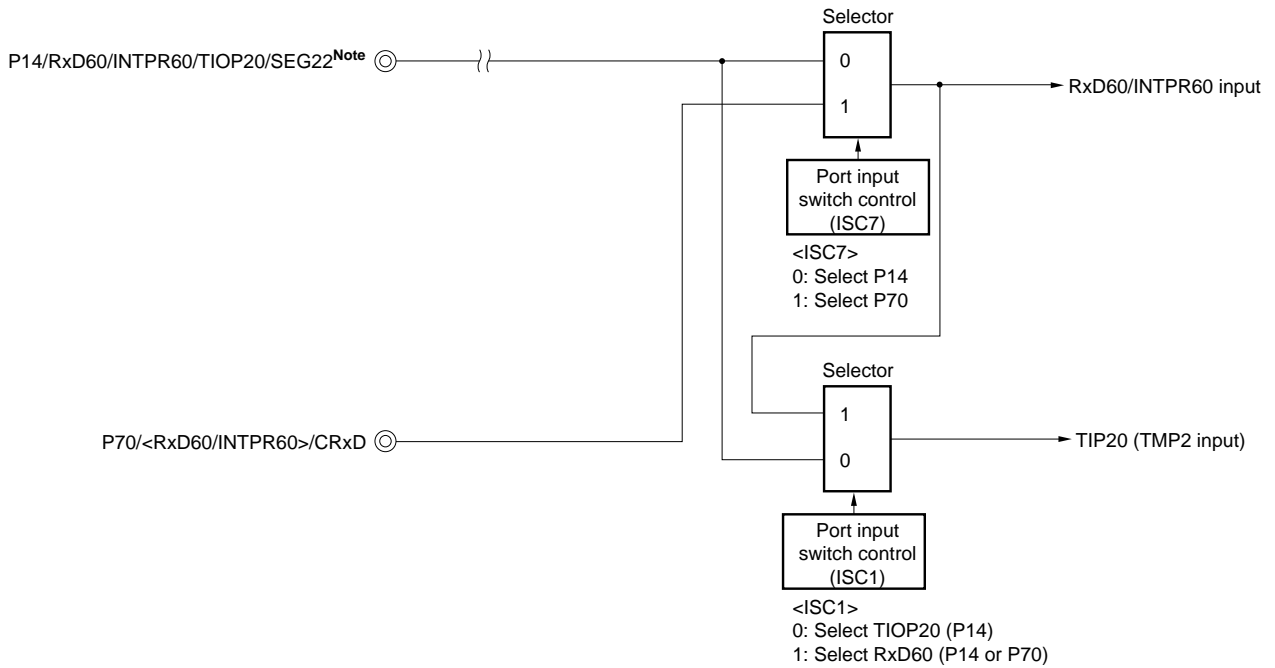 Selector
P14/RxD60/INTPR60/TIOP20/SEG22Note
0
1
RxD60/INTPR60 input
Port input
switch control
(ISC7)
<ISC7>
0: Select P14
1: Select P70
Selector
1
0
P70/<RxD60/INTPR60>/CRxD
TIP20 (TMP2 input)
Port input
switch control
(ISC1)
<ISC1>
0: Select TIOP20 (P14)
1: Select RxD60 (P14 or P70)